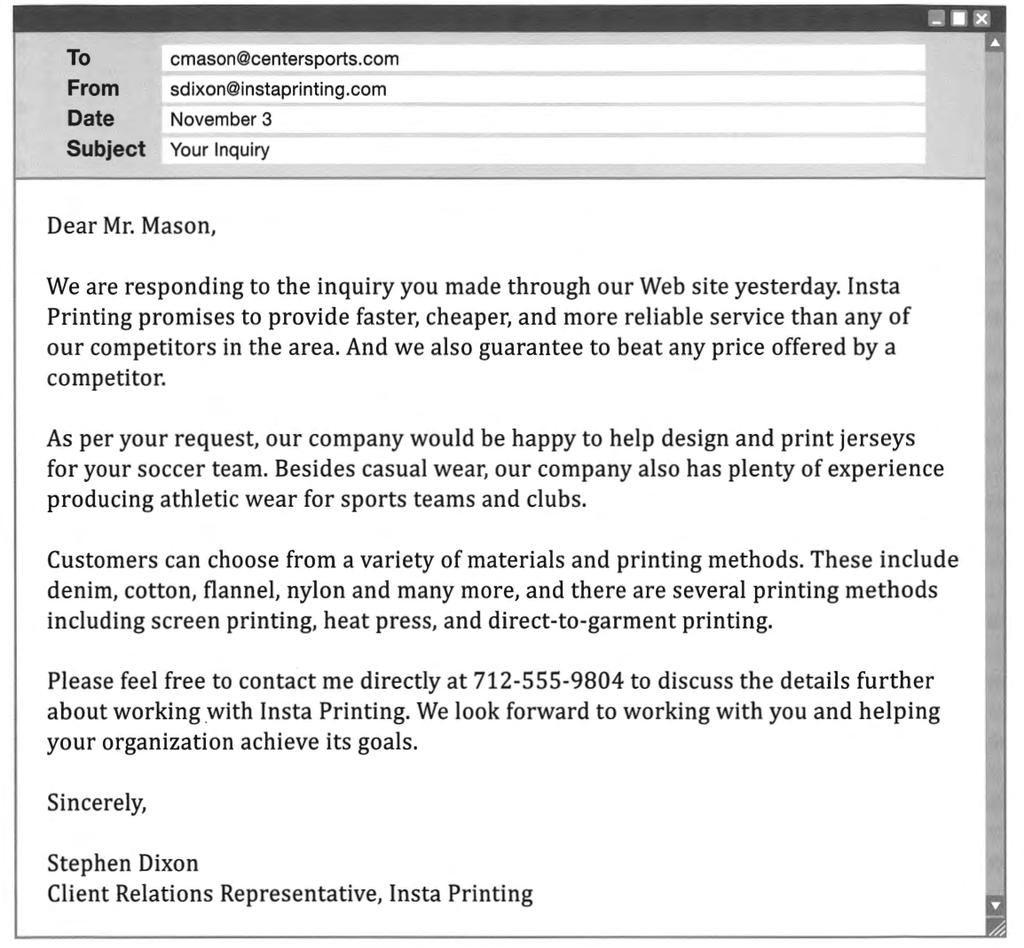 To cmason@centersports.com
From sdixon@instaprinting.com
Date November 3
Subject Your Inquiry
Dear Mr. Mason,
We are responding to the inquiry you made through our Web site yesterday. Insta
Printing promises to provide faster, cheaper, and more reliable service than any of
our competitors in the area. And we also guarantee to beat any price offered by a
competitor.
As per your request, our company would be happy to help design and print jerseys
for your soccer team. Besides casual wear, our company also has plenty of experience
producing athletic wear for sports teams and clubs.
Customers can choose from a variety of materials and printing methods. These include
denim, cotton, flannel, nylon and many more, and there are several printing methods
including screen printing, heat press, and direct-to-garment printing.
Please feel free to contact me directly at 712-555-9804 to discuss the details further
about working with Insta Printing. We look forward to working with you and helping
your organization achieve its goals.
Sincerely,
Stephen Dixon
Client Relations Representative, Insta Printing